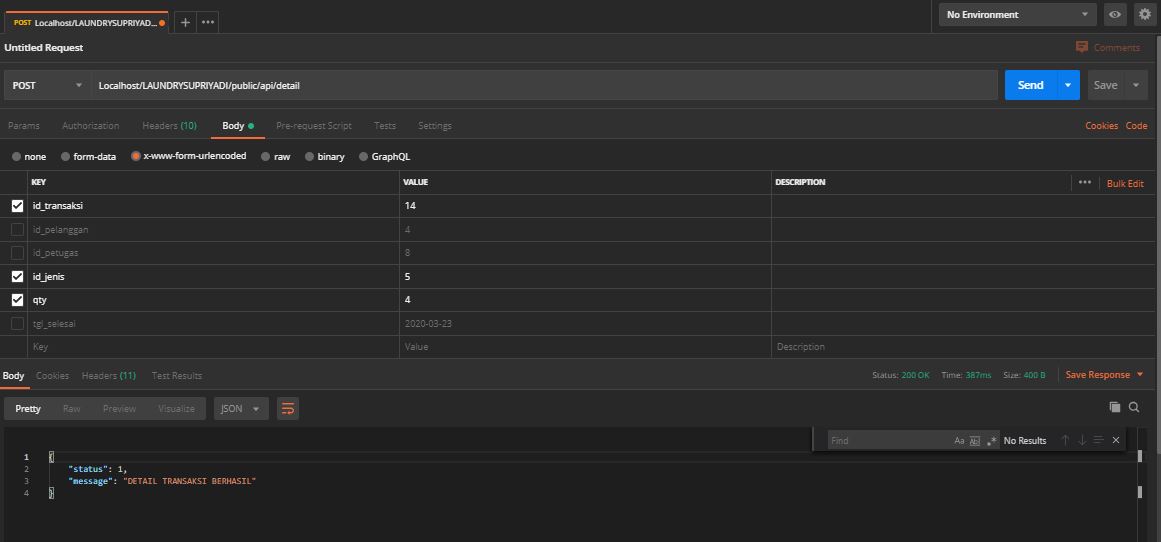 POST Localhost/LAUNDRYSUPRIYAD...
No Environment
Untitled Request
Comments
POST Localhost/LAUNDRYSUPRIYADI/public/api/detail Send Save
Params Authorization Headers (10) Body Pre-request Script Tests Settings Cookies Code
none form-data x-www-form-urlencoded raw binary GraphQL
KEY VALUE DESCRIPTION Bulk Edit
id_transaksi 14
id_pelanggan 4
id_petugas 8
id_jenis 5
qty 4
tgl_selesai 2020-03-23
Key Value Description
Body Cookies Headers (11) Test Results Status: 200 OK Time: 387ms Size: 400 B Save Response
Pretty Raw Preview Visualize JSON
Find Aa Abl .* No Results
1 {
2 "status": 1,
3 "message": "DETAIL TRANSAKSI BERHASIL"
4 }